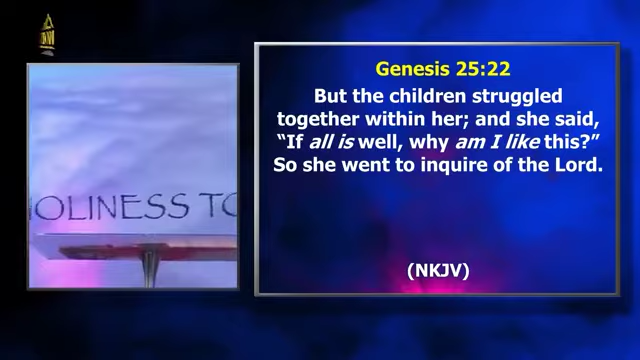 Genesis 25:22
But the children struggled
together within her; and she said,
“If all is well, why am I like this?”
So she went to inquire of the Lord.
(NKJV)
OLINESS TO